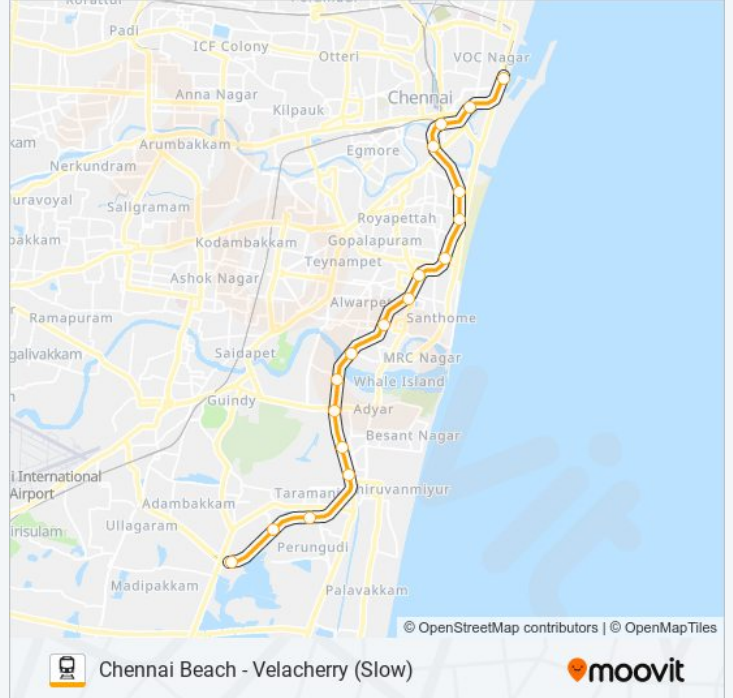 Korattur
Padi
ICF Colony
Otteri
VOC Nagar
Anna Nagar
Chennai
Kilpauk
Arumbakkam
Egmore
Nerkundram
Saligramam
Royapettah
Kodambakkam
Gopalapuram
Teynampet
Ashok Nagar
Alwarpet
Ramapuram
Santhome
Saidapet
MRC Nagar
Whale Island
Guindy
Adyar
Besant Nagar
i International
Airport
Taramani
Thiruvanmiyur
Adambakkam
Ullagaram
Perungudi
Madipakkam
Palavakkam
© OpenStreetMap contributors | © OpenMapTiles
Chennai Beach - Velacherry (Slow)
moovit